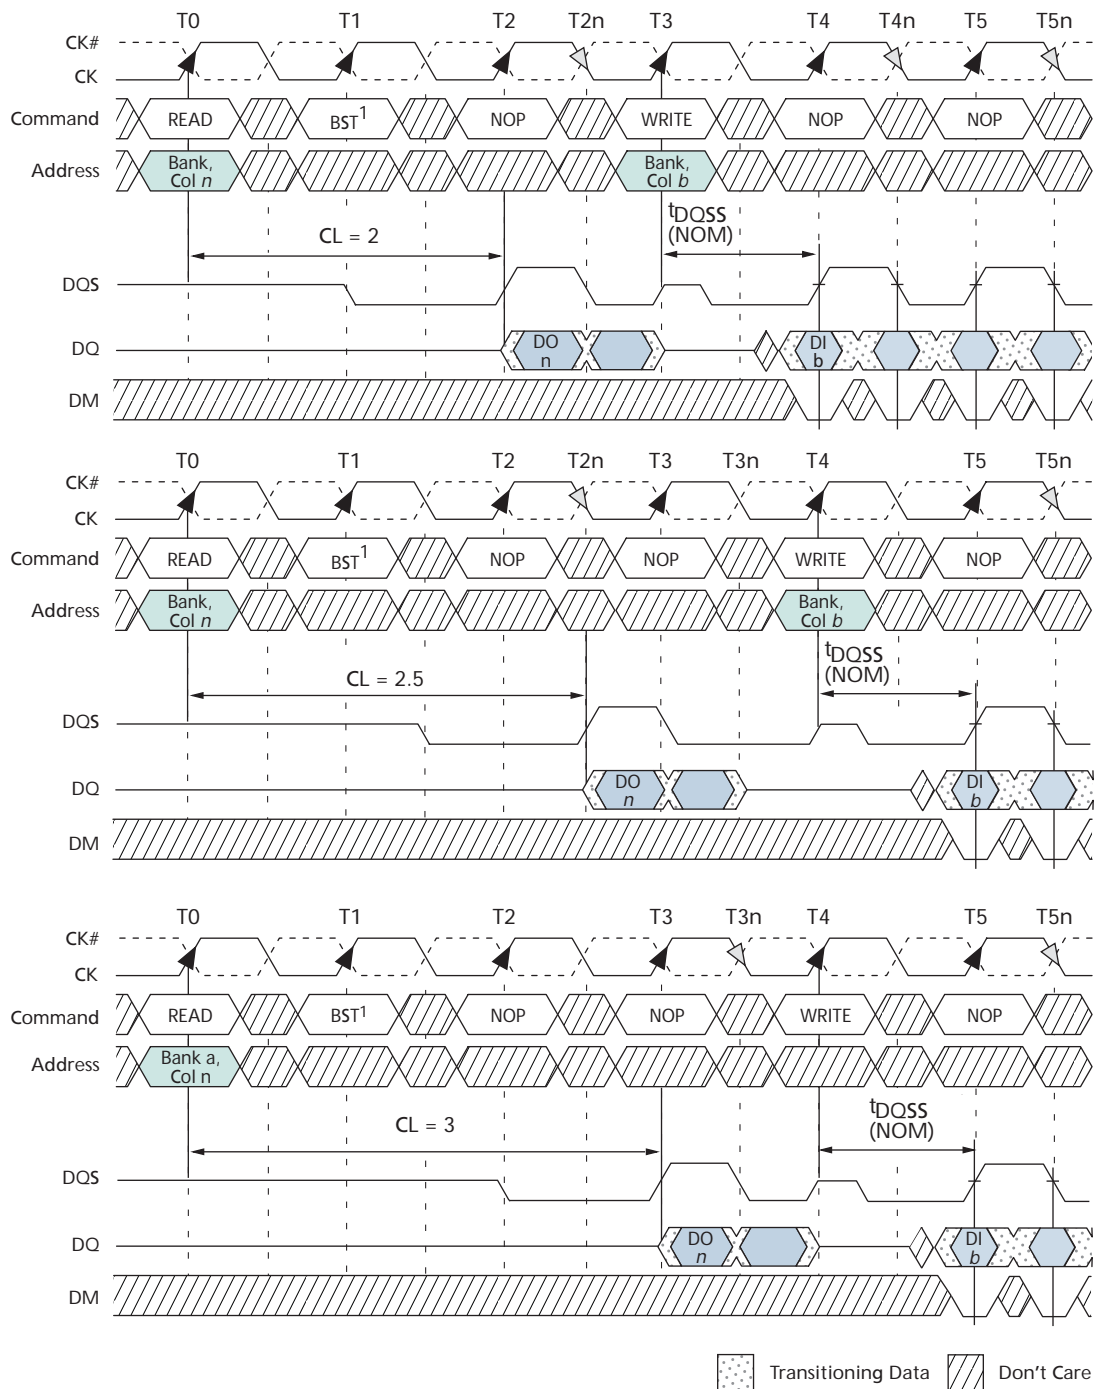 T0 T1 T2 T2n T3 T4 T4n T5 T5n
CK#
CK
Command READ BST1 NOP WRITE NOP NOP
Address Bank, Col n Bank, Col b
CL = 2 tDQSS (NOM)
DQS
DQ DO n DI b
DM
T0 T1 T2 T2n T3 T3n T4 T5 T5n
CK#
CK
Command READ BST1 NOP NOP WRITE NOP
Address Bank, Col n Bank, Col b
CL = 2.5 tDQSS (NOM)
DQS
DQ DO n DI b
DM
T0 T1 T2 T3 T3n T4 T5 T5n
CK#
CK
Command READ BST1 NOP NOP WRITE NOP
Address Bank a, Col n
CL = 3 tDQSS (NOM)
DQS
DQ DO n DI b
DM
Transitioning Data Don't Care